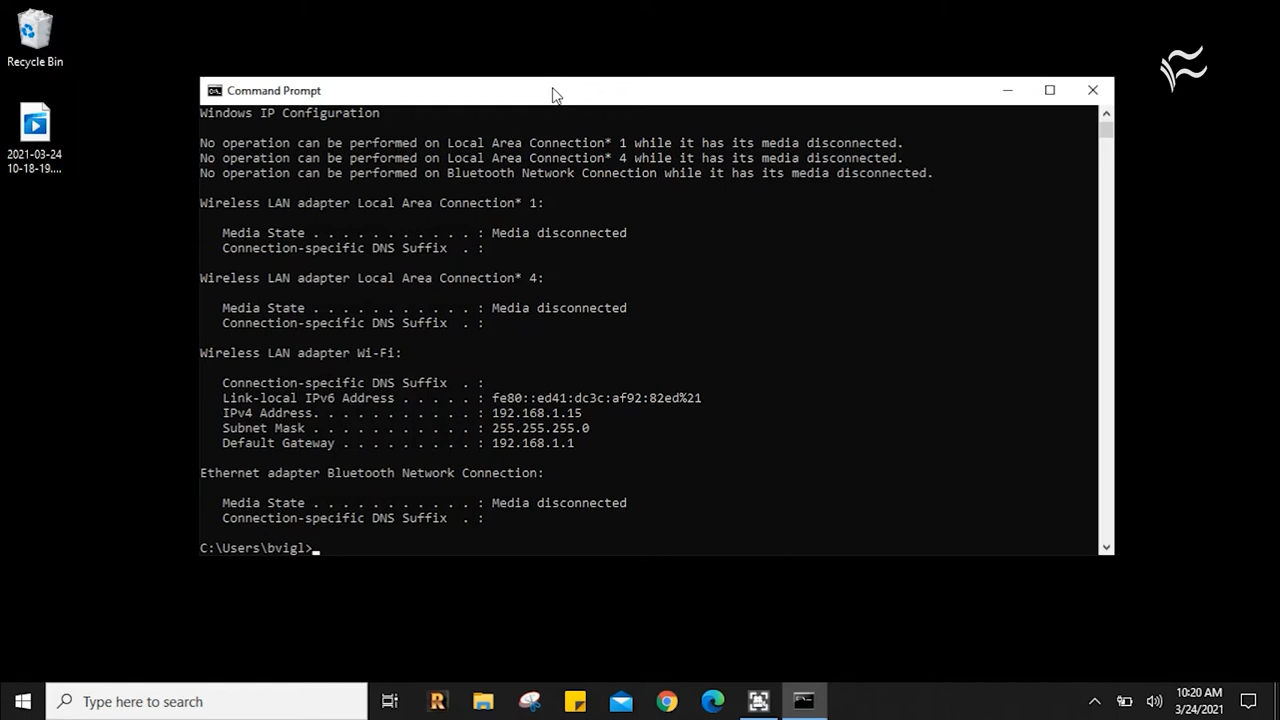 Recycle Bin
2021-03-24
10-18-19....
Command Prompt
Windows IP Configuration
No operation can be performed on Local Area Connection* 1 while it has its media disconnected.
No operation can be performed on Local Area Connection* 4 while it has its media disconnected.
No operation can be performed on Bluetooth Network Connection while it has its media disconnected.
Wireless LAN adapter Local Area Connection* 1:
Media State . . . . . . . . . . . : Media disconnected
Connection-specific DNS Suffix  . :
Wireless LAN adapter Local Area Connection* 4:
Media State . . . . . . . . . . . : Media disconnected
Connection-specific DNS Suffix  . :
Wireless LAN adapter Wi-Fi:
Connection-specific DNS Suffix  . :
Link-local IPv6 Address . . . . . : fe80::ed41:dc3c:af92:82ed%21
IPv4 Address. . . . . . . . . . . : 192.168.1.15
Subnet Mask . . . . . . . . . . . : 255.255.255.0
Default Gateway . . . . . . . . . : 192.168.1.1
Ethernet adapter Bluetooth Network Connection:
Media State . . . . . . . . . . . : Media disconnected
Connection-specific DNS Suffix  . :
C:\Users\bvigl>
Type here to search
R
10:20 AM
3/24/2021